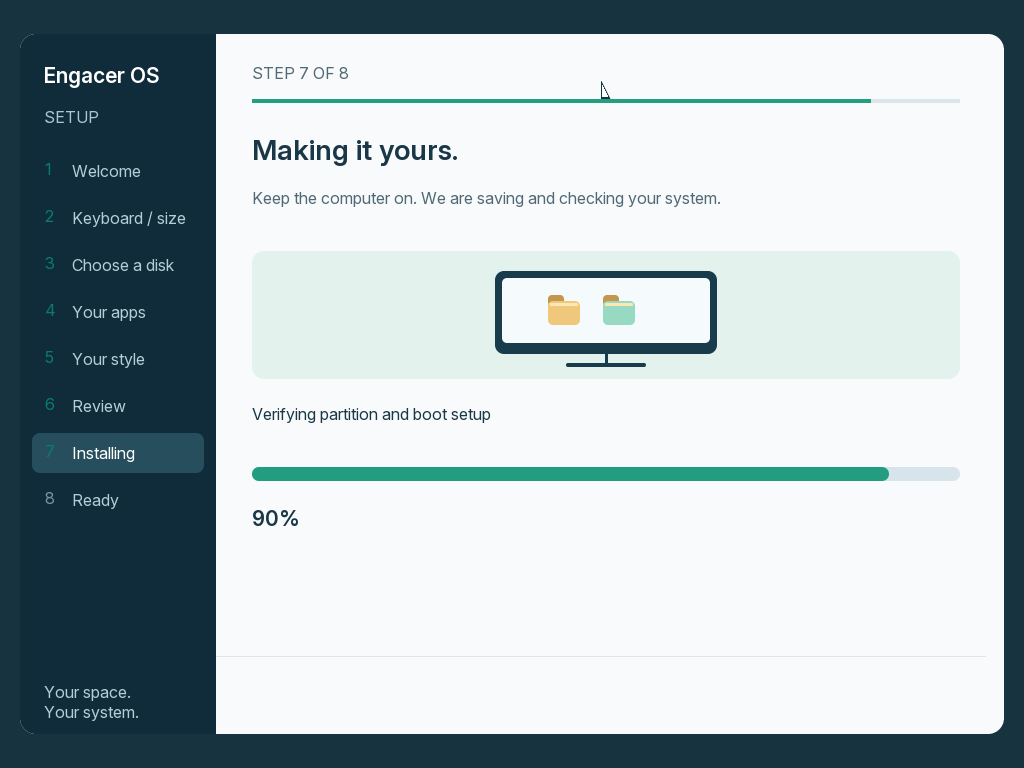 Engacer OS
SETUP
1 Welcome
2 Keyboard / size
3 Choose a disk
4 Your apps
5 Your style
6 Review
7 Installing
8 Ready
Your space.
Your system.
STEP 7 OF 8
Making it yours.
Keep the computer on. We are saving and checking your system.
Verifying partition and boot setup
90%